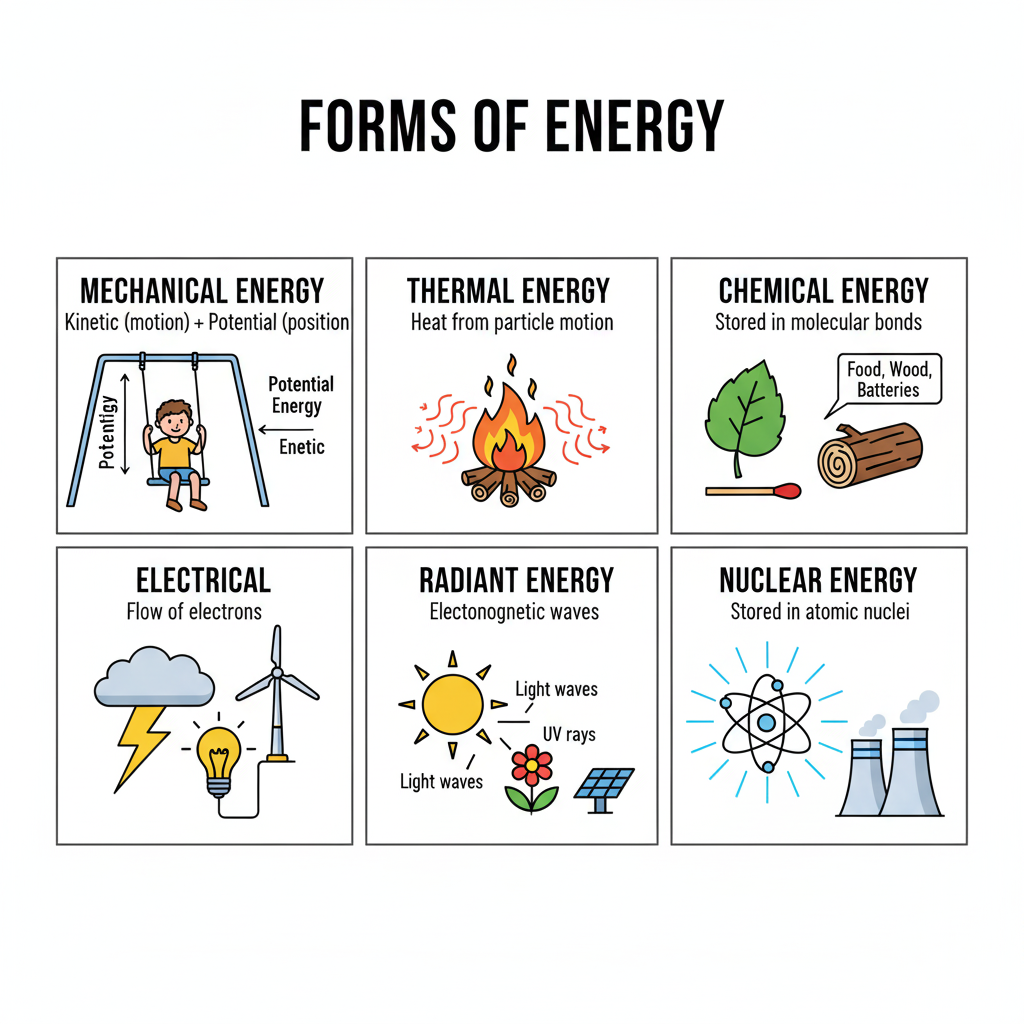 FORMS OF ENERGY
MECHANICAL ENERGY
Kinetic (motion) + Potential (position
Potentigy
Potential
Energy
Enetic
THERMAL ENERGY
Heat from particle motion
CHEMICAL ENERGY
Stored in molecular bonds
Food, Wood,
Batteries
ELECTRICAL
Flow of electrons
RADIANT ENERGY
Electonognetic waves
Light waves
UV rays
Light waves
NUCLEAR ENERGY
Stored in atomic nuclei